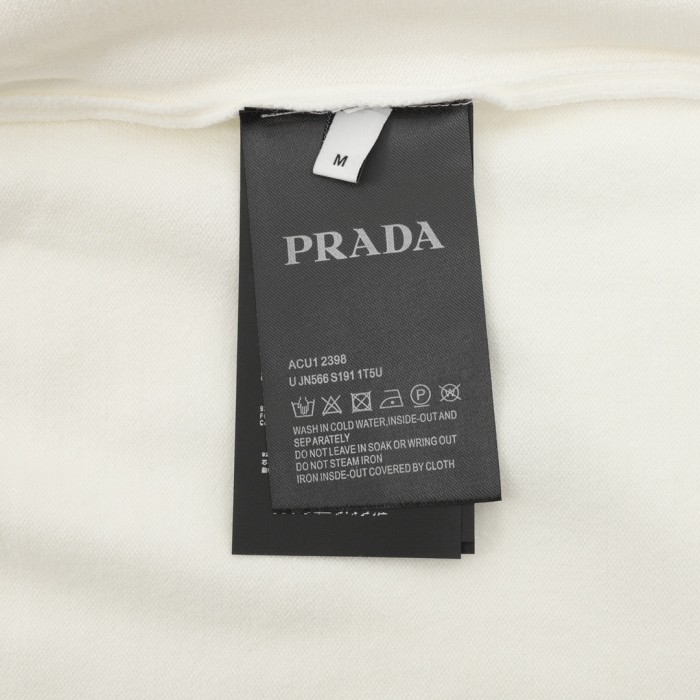 M
PRADA
ACU1 2398
U JN566 S191 1T5U
P
WASH IN COLD WATER,INSIDE-OUT AND
SEPARATELY
DO NOT LEAVE IN SOAK OR WRING OUT
DO NOT STEAM IRON
IRON INSDE-OUT COVERED BY CLOTH